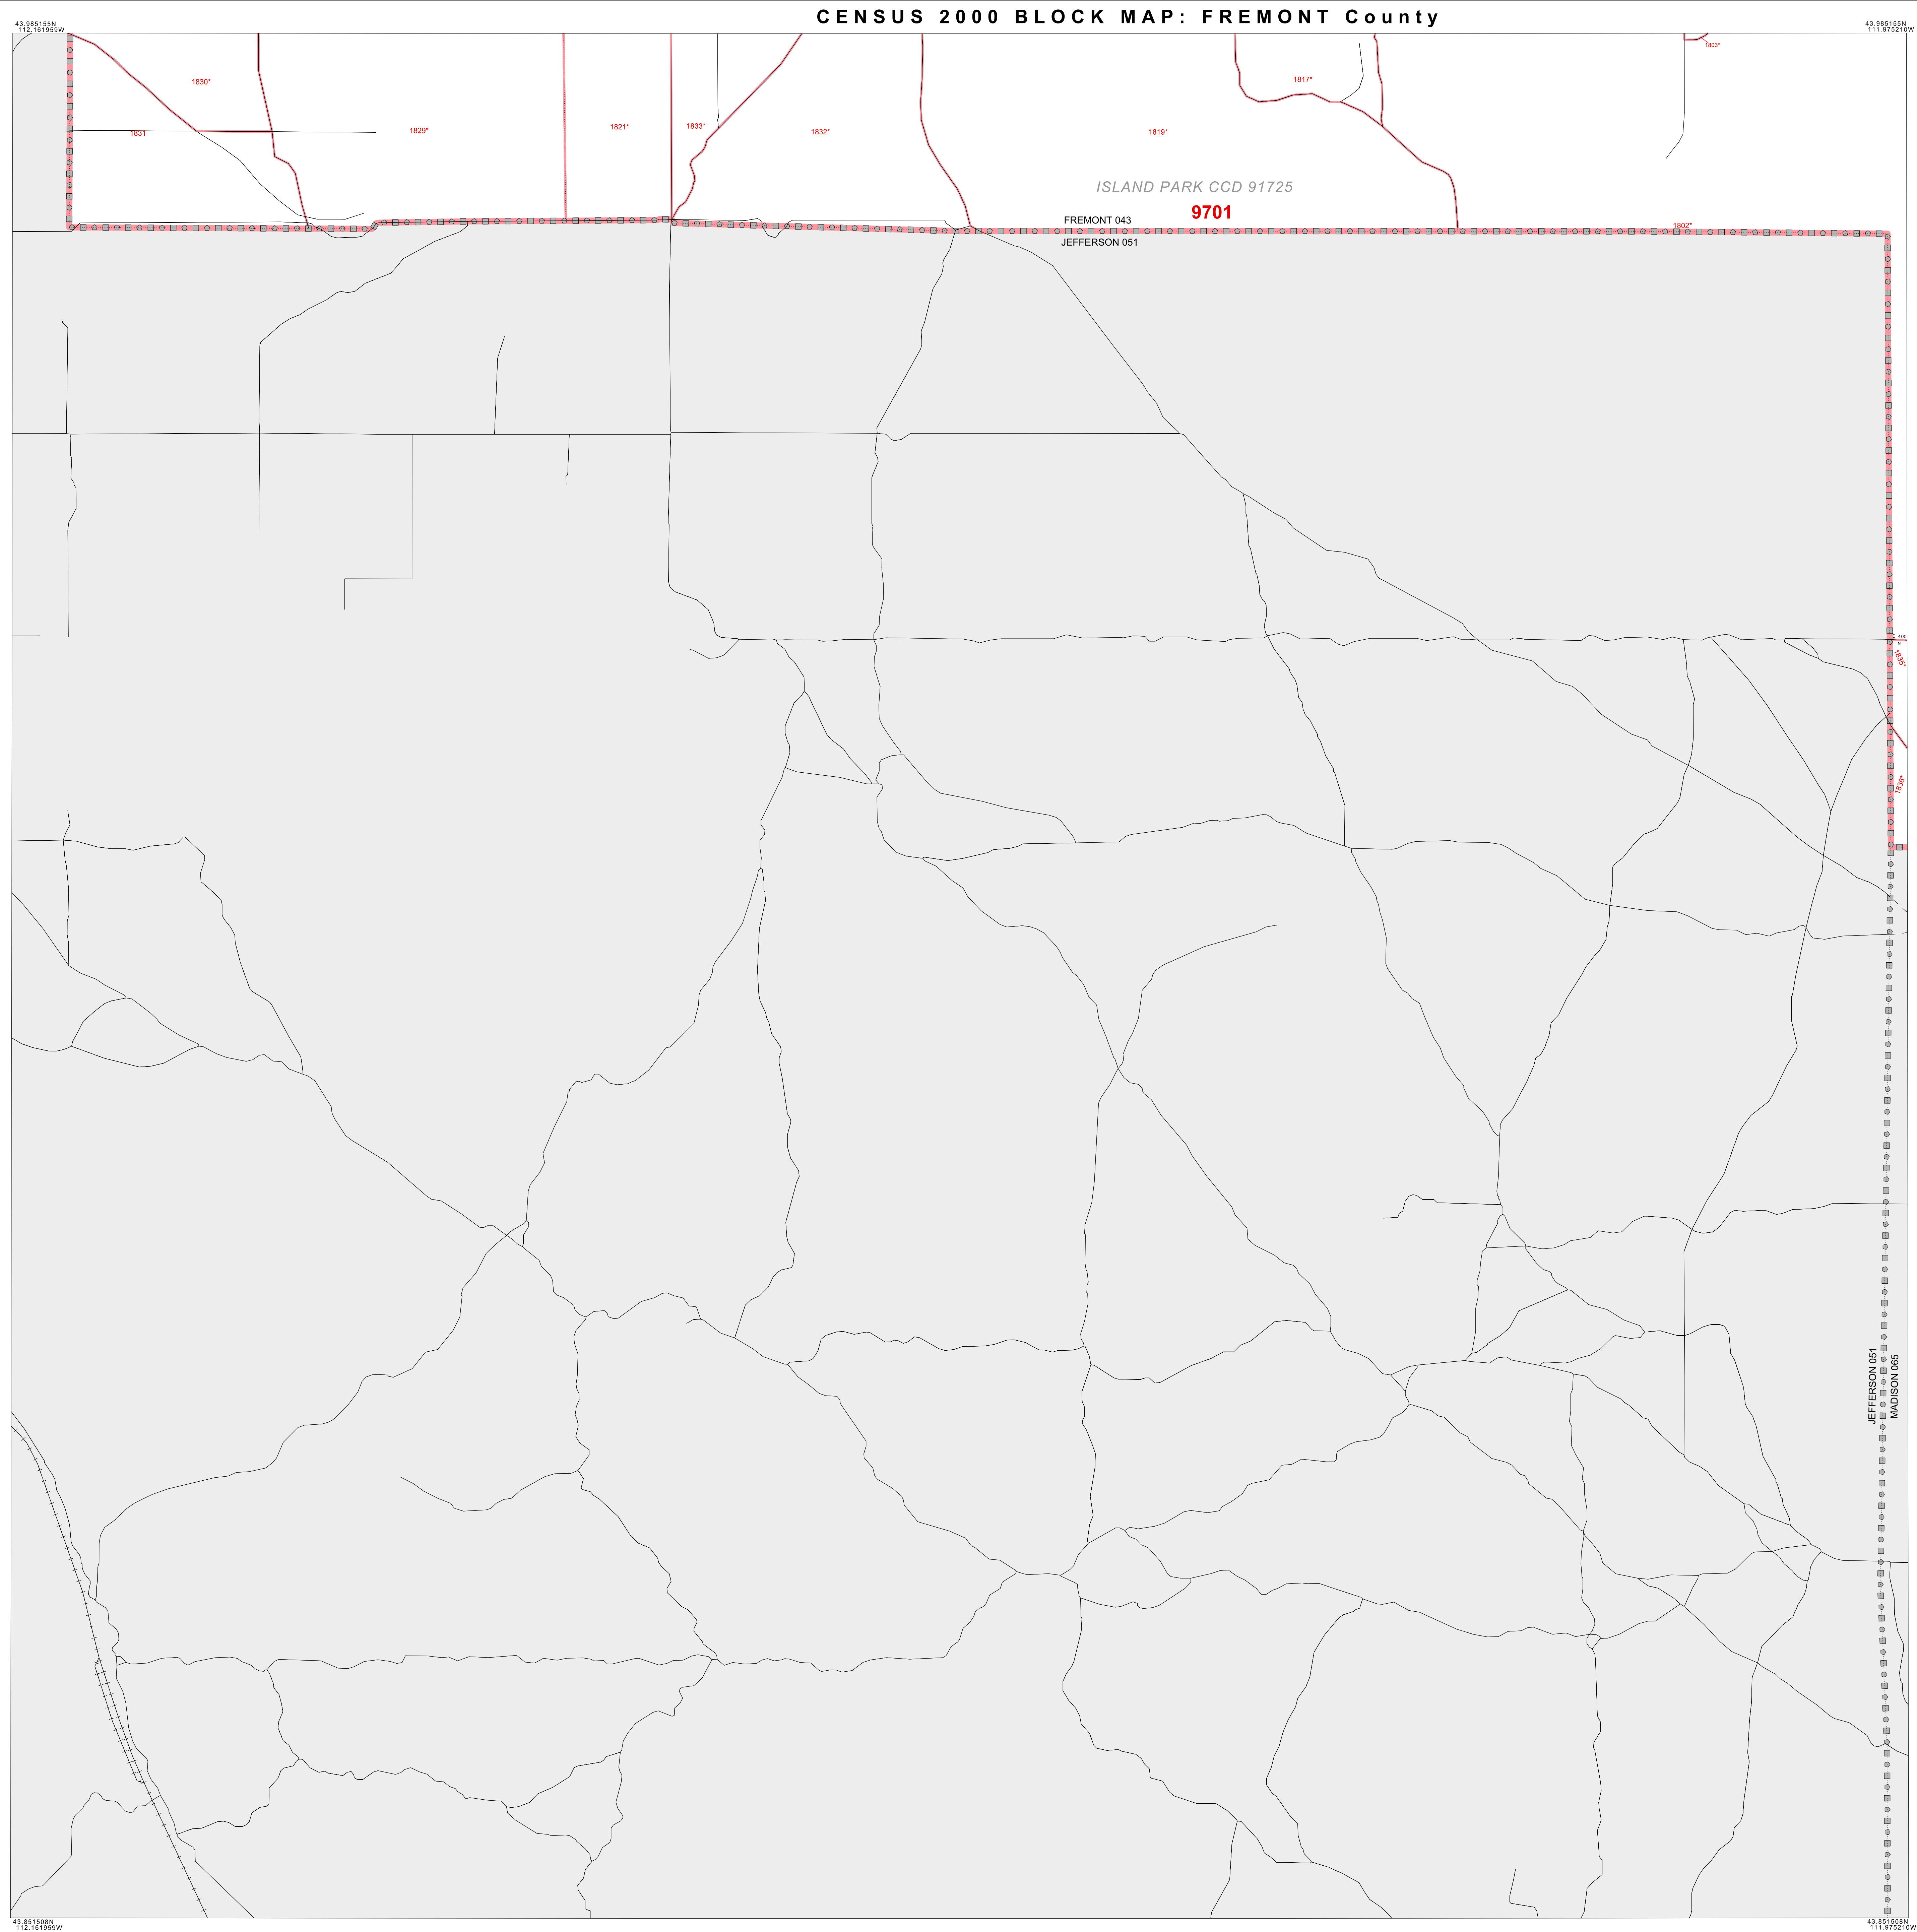 CENSUS 2000 BLOCK MAP: FREMONT County
43.985155N
112.161959W
43.985155N
111.975210W
1803*
1830*
1817*
1831
1829*
1821*
1833*
1832*
1819*
ISLAND PARK CCD 91725
9701
FREMONT 043
JEFFERSON 051
1802*
1835*
1836*
JEFFERSON 051
MADISON 065
43.851508N
112.161959W
43.851508N
111.975210W